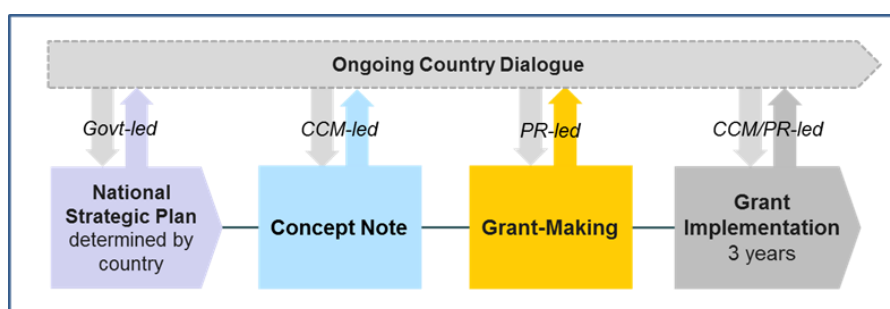 Ongoing Country Dialogue
Govt-led
CCM-led
PR-led
CCM/PR-led
National
Strategic Plan
determined by
country
Concept Note
Grant-Making
Grant
Implementation
3 years